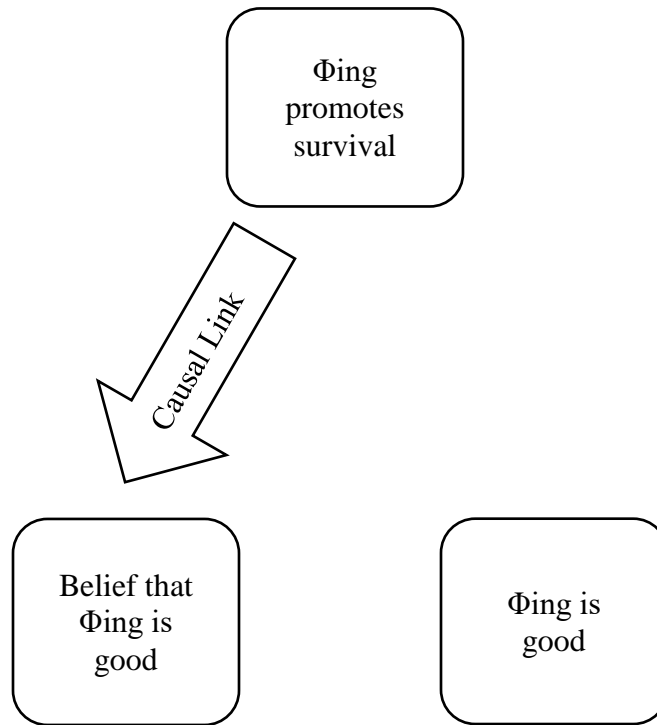 Φing
promotes
survival
Causal Link
Belief that
Φing is
good
Φing is
good